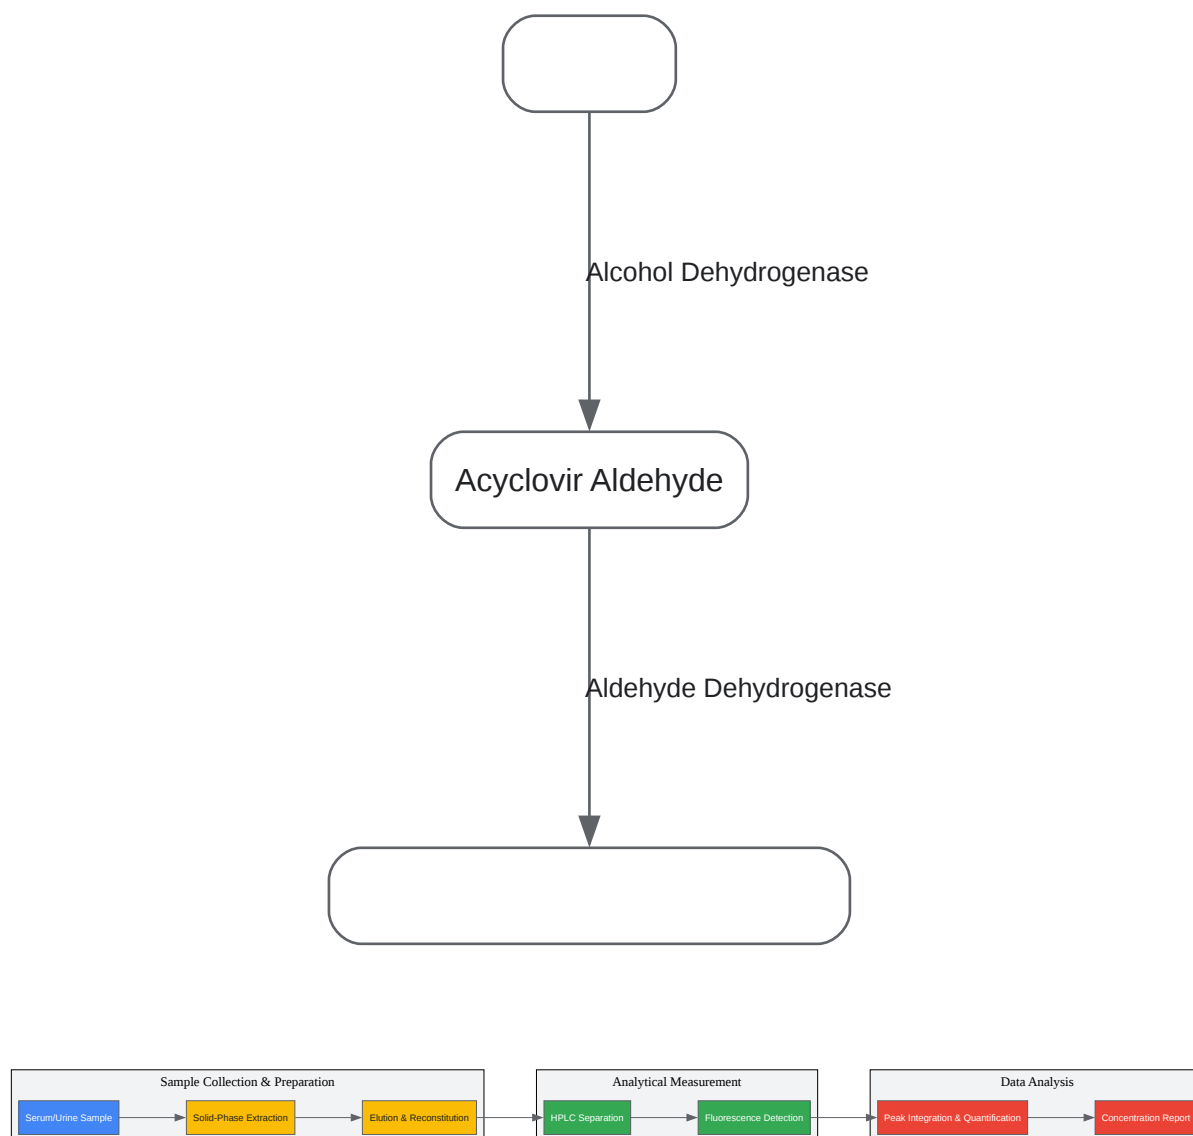 Alcohol Dehydrogenase
Acyclovir Aldehyde
Aldehyde Dehydrogenase
Sample Collection & Preparation
Serum/Urine Sample
Solid-Phase Extraction
Elution & Reconstitution
Analytical Measurement
HPLC Separation
Fluorescence Detection
Data Analysis
Peak Integration & Quantification
Concentration Report